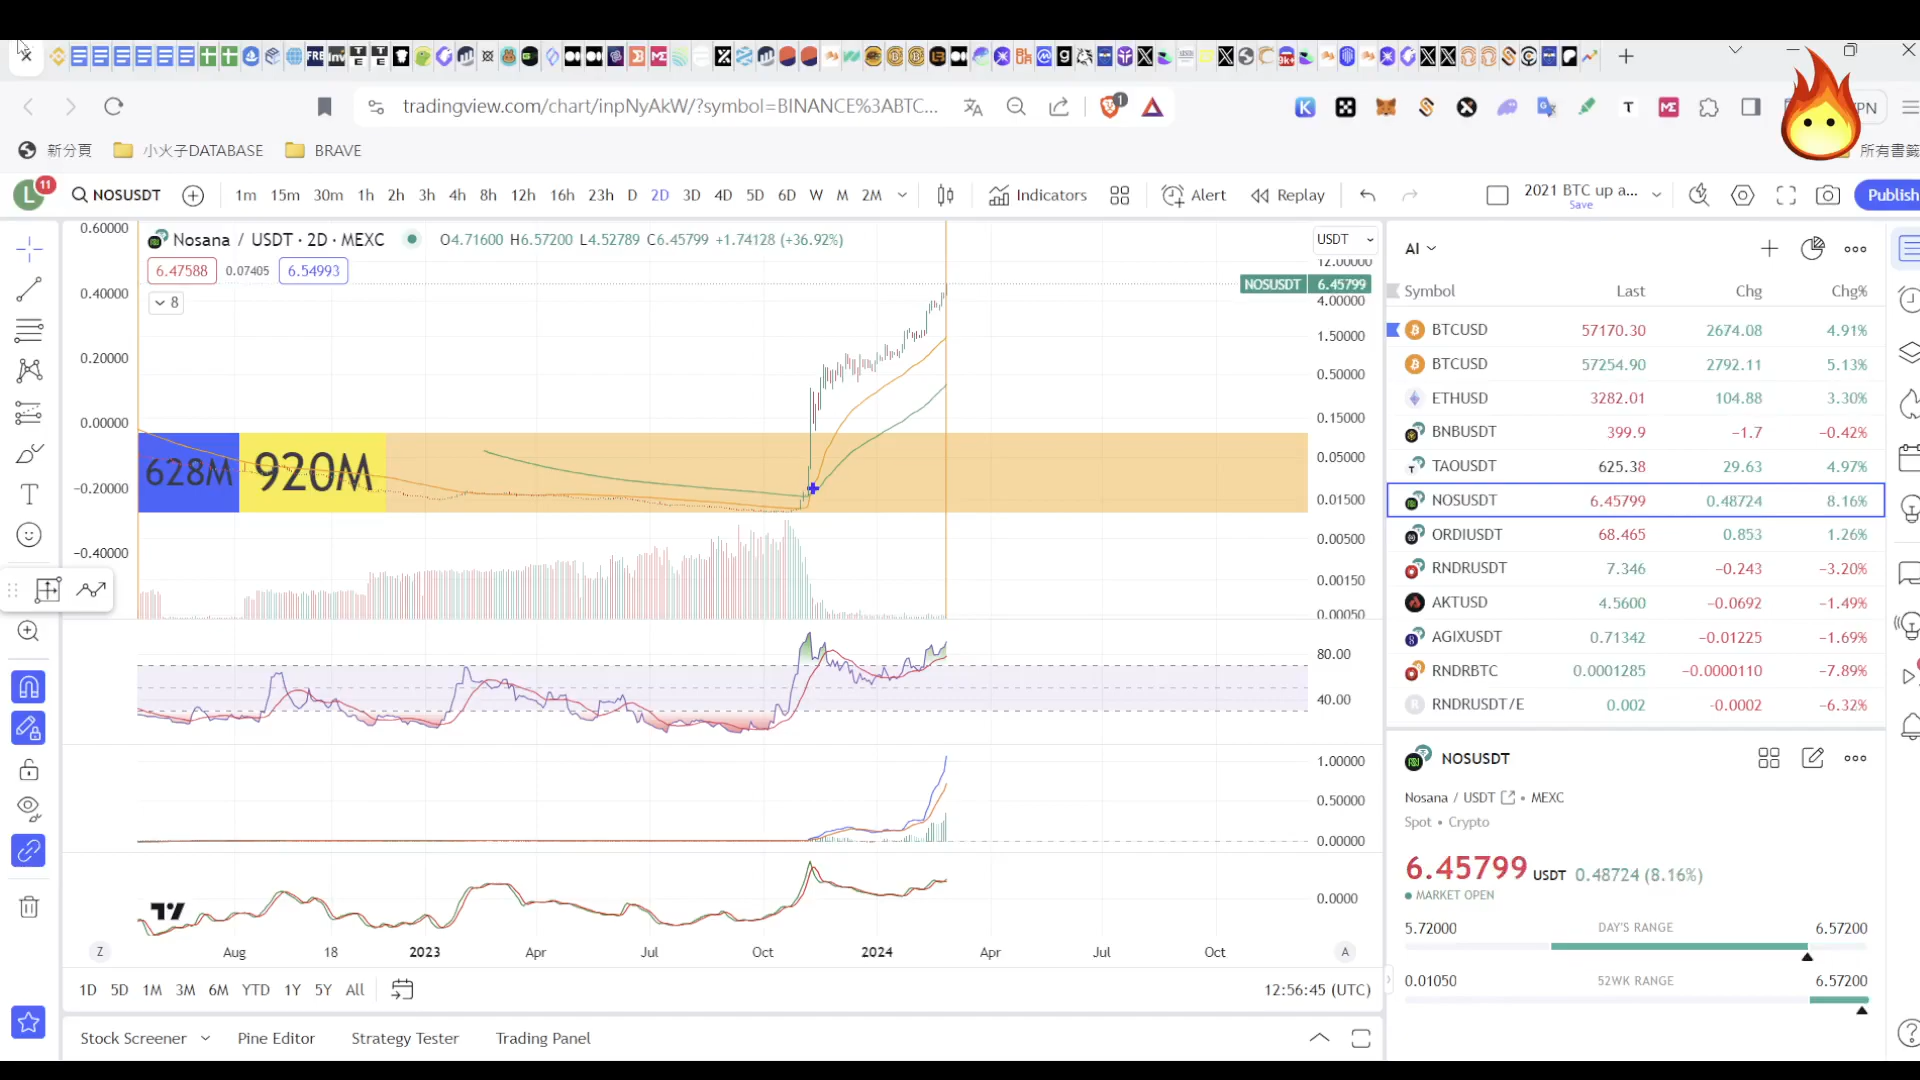 tradingview.com/chart/inpNyAkW/?symbol=BINANCE%3ABTC...
1
新分頁 小火子DATABASE BRAVE 所有書籤
L 11 NOSUSDT 1m 15m 30m 1h 2h 3h 4h 8h 12h 16h 23h D 2D 3D 4D 5D 6D W M 2M Indicators Alert Replay 2021 BTC up a... Save Publish
Nosana / USDT · 2D · MEXC O4.71600 H6.57200 L4.52789 C6.45799 +1.74128 (+36.92%)
6.47588 0.07405 6.54993
8
0.60000
0.40000
0.20000
0.00000
−0.20000
−0.40000
628M 920M
USDT
12.00000
NOSUSDT 6.45799
4.00000
1.50000
0.50000
0.15000
0.05000
0.01500
0.00500
0.00150
0.00050
80.00
40.00
1.00000
0.50000
0.00000
0.0000
Z Aug 18 2023 Apr Jul Oct 2024 Apr Jul Oct A
1D 5D 1M 3M 6M YTD 1Y 5Y All 12:56:45 (UTC)
Stock Screener Pine Editor Strategy Tester Trading Panel
AI
Symbol Last Chg Chg%
BTCUSD 57170.30 2674.08 4.91%
BTCUSD 57254.90 2792.11 5.13%
ETHUSD 3282.01 104.88 3.30%
BNBUSDT 399.9 −1.7 −0.42%
TAOUSDT 625.38 29.63 4.97%
NOSUSDT 6.45799 0.48724 8.16%
ORDIUSDT 68.465 0.853 1.26%
RNDRUSDT 7.346 −0.243 −3.20%
AKTUSD 4.5600 −0.0692 −1.49%
AGIXUSDT 0.71342 −0.01225 −1.69%
RNDRBTC 0.0001285 −0.0000110 −7.89%
RNDRUSDT/E 0.002 -0.0002 −6.32%
NOSUSDT
Nosana / USDT • MEXC
Spot • Crypto
6.45799 USDT 0.48724 (8.16%)
MARKET OPEN
5.72000 DAY'S RANGE 6.57200
0.01050 52WK RANGE 6.57200